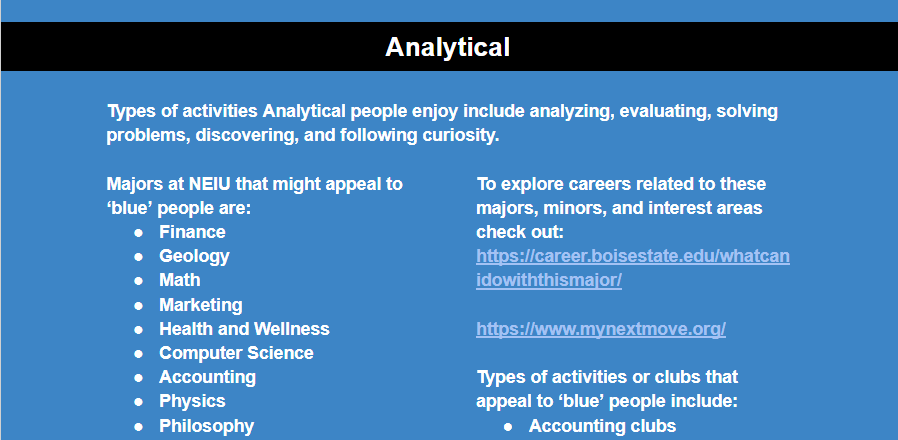 Analytical
Types of activities Analytical people enjoy include analyzing, evaluating, solving
problems, discovering, and following curiosity.
Majors at NEIU that might appeal to
‘blue’ people are:
● Finance
● Geology
● Math
● Marketing
● Health and Wellness
● Computer Science
● Accounting
● Physics
● Philosophy
To explore careers related to these
majors, minors, and interest areas
check out:
https://career.boisestate.edu/whatcan
idowiththismajor/
https://www.mynextmove.org/
Types of activities or clubs that
appeal to ‘blue’ people include:
● Accounting clubs